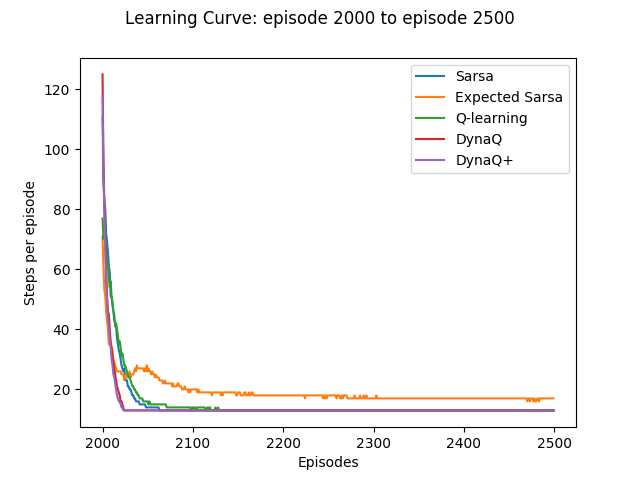 Learning Curve: episode 2000 to episode 2500
Steps per episode
120
100
80
60
40
20
Sarsa
Expected Sarsa
Q-learning
DynaQ
DynaQ+
2000
2100
2200
2300
2400
2500
Episodes